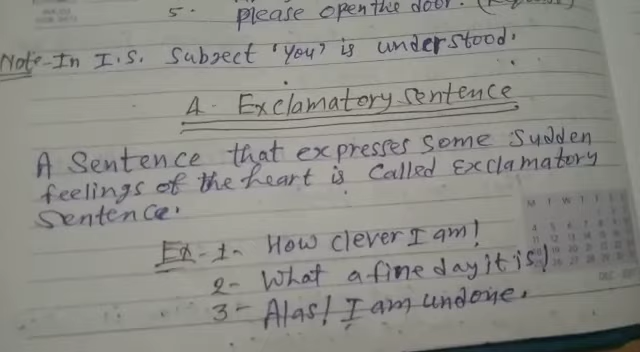 5. please open the door.
Note-In I.S. Subject 'you' is understood.
4. Exclamatory sentence
A Sentence that expresses some sudden
feelings of the heart is called Exclamatory
Sentence.
Ex-1- How clever I am!
2- What a fine day it is!
3- Alas! I am undone.